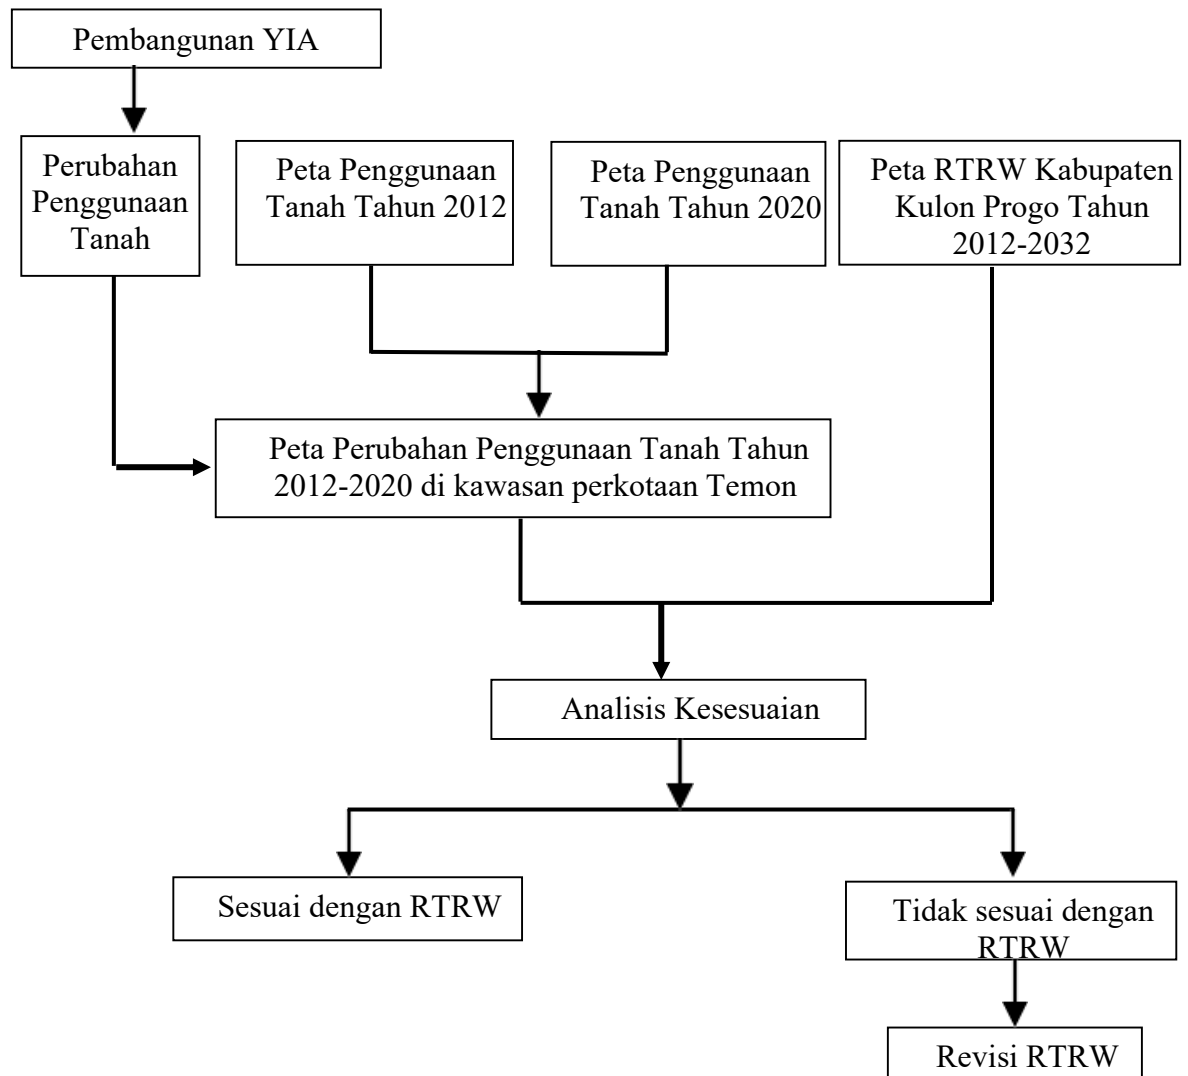 Pembangunan YIA
Perubahan
Penggunaan
Tanah
Peta Penggunaan
Tanah Tahun 2012
Peta Penggunaan
Tanah Tahun 2020
Peta RTRW Kabupaten
Kulon Progo Tahun
2012-2032
Peta Perubahan Penggunaan Tanah Tahun
2012-2020 di kawasan perkotaan Temon
Analisis Kesesuaian
Sesuai dengan RTRW
Tidak sesuai dengan
RTRW
Revisi RTRW